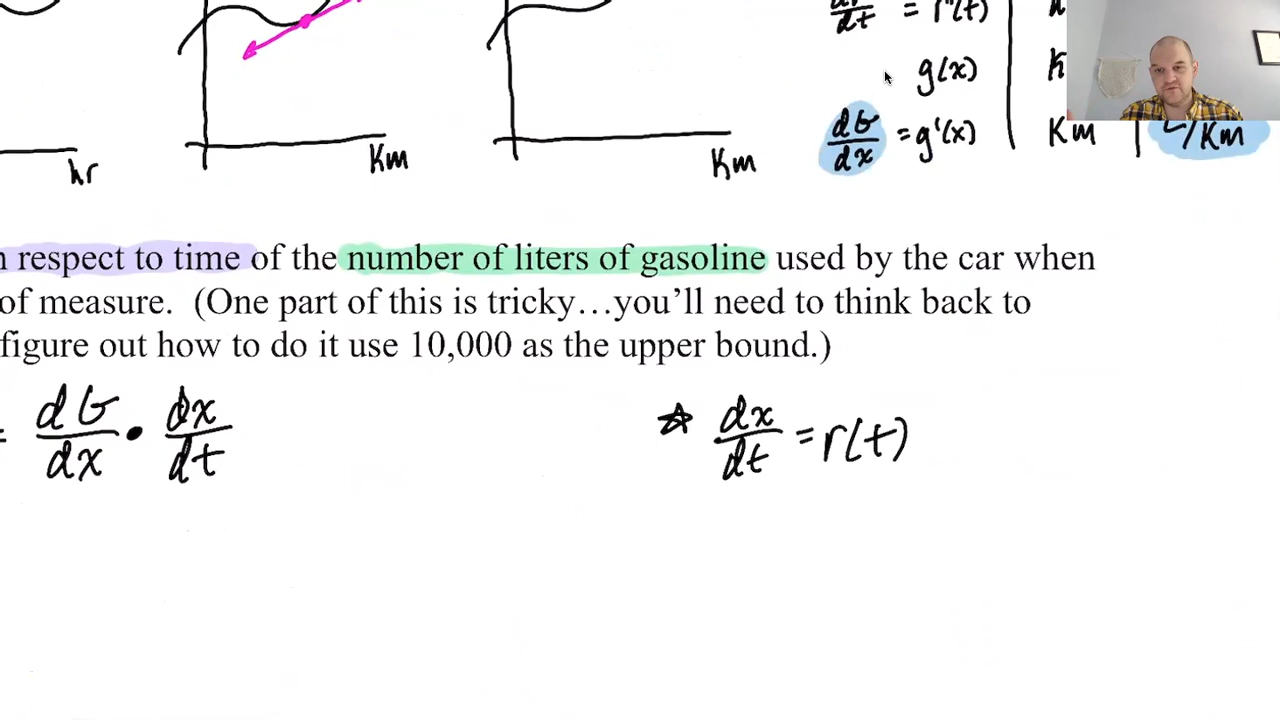 dt = r'(t)
g(x)
hr Km Km dG/dx = g'(x) Km L/Km
n respect to time of the number of liters of gasoline used by the car when
of measure. (One part of this is tricky…you’ll need to think back to
figure out how to do it use 10,000 as the upper bound.)
= dG/dx • dx/dt ☆ dx/dt = r(t)